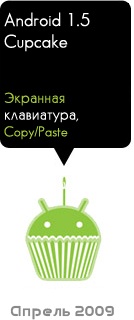 Android 1.5
Cupcake
Экранная
клавиатура,
Copy/Paste
Апрель 2009